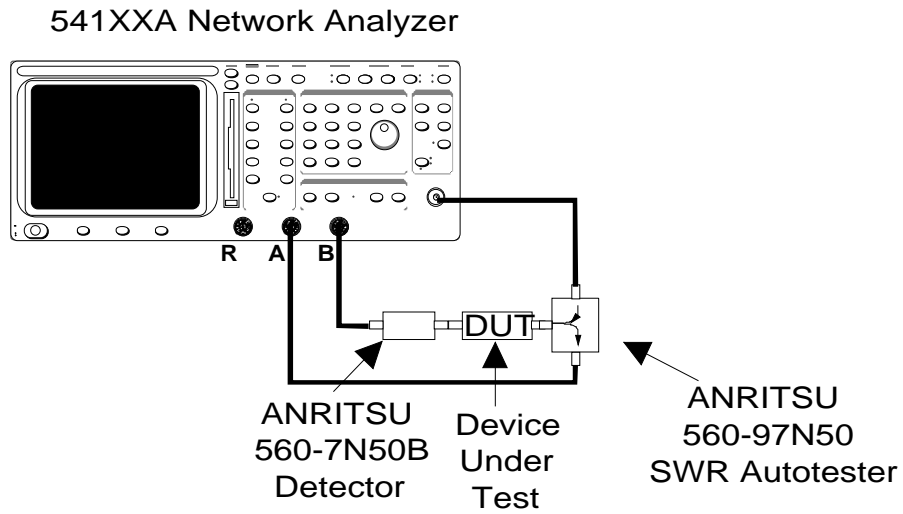 541XXA Network Analyzer
R A B
DUT
ANRITSU
560-7N50B
Detector
Device
Under
Test
ANRITSU
560-97N50
SWR Autotester